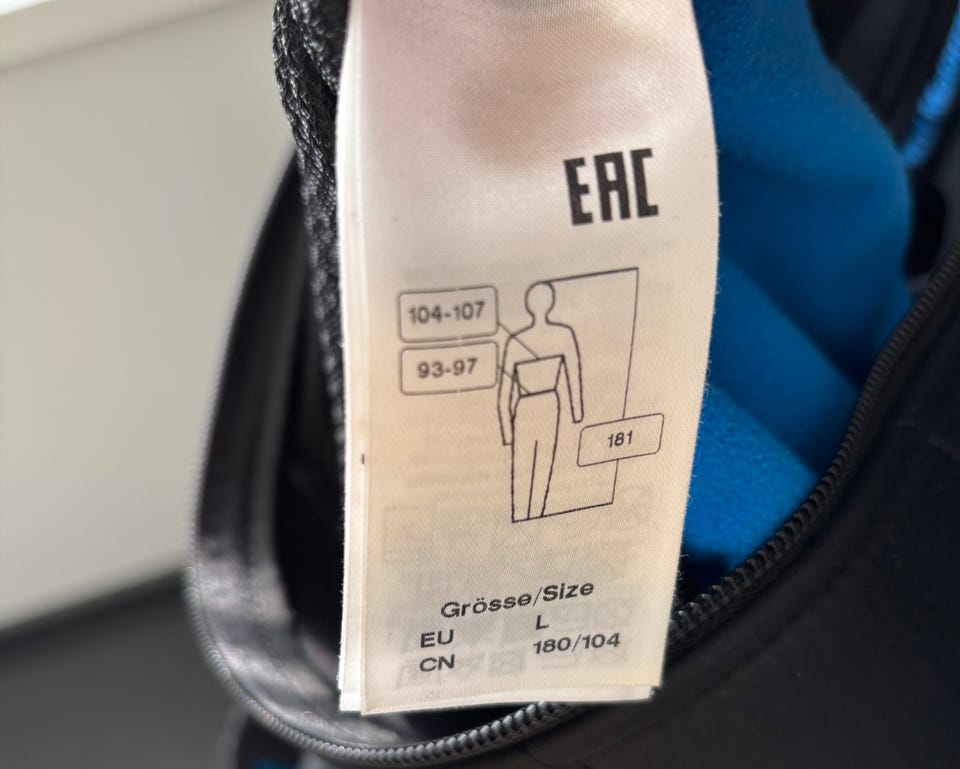 EAC
104-107
93-97
181
Grösse/Size
EU L
CN 180/104